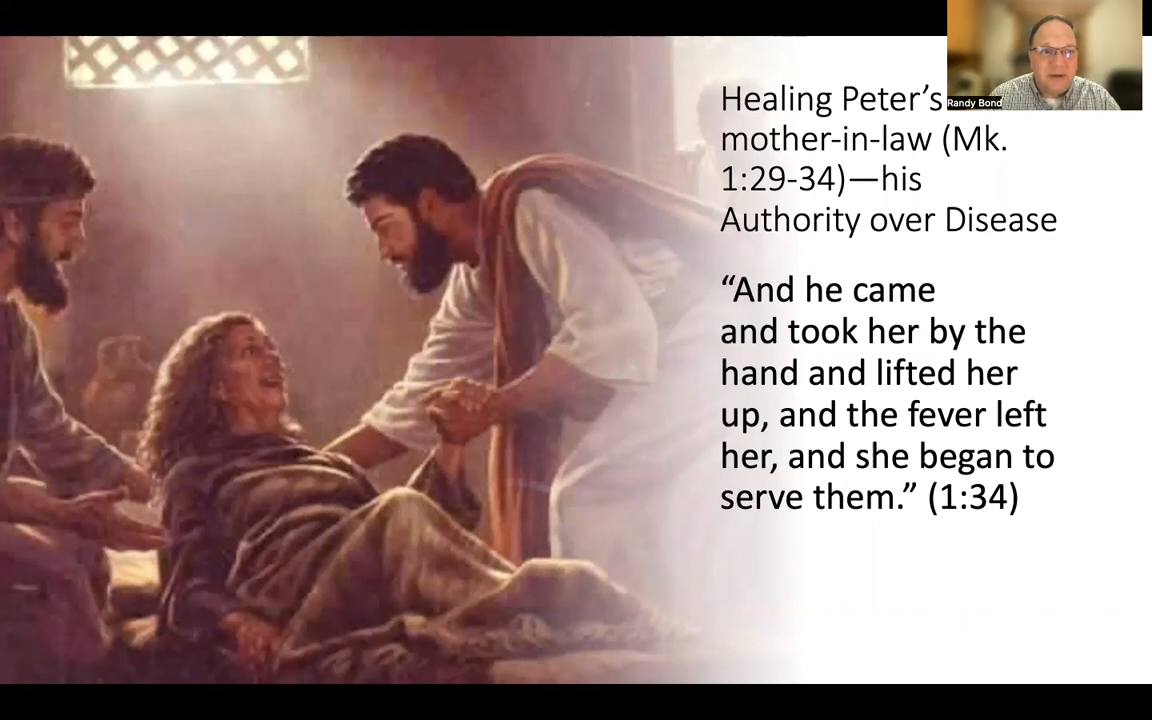 Healing Peter’s
mother-in-law (Mk.
1:29-34)—his
Authority over Disease
“And he came
and took her by the
hand and lifted her
up, and the fever left
her, and she began to
serve them.” (1:34)
Randy Bond